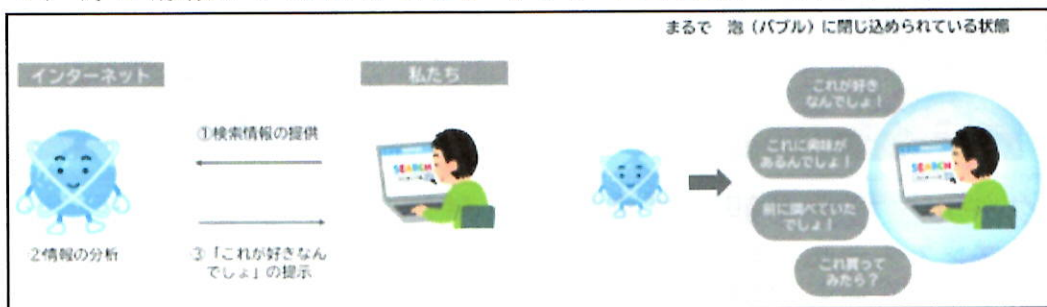 まるで 泡（バブル）に閉じ込められている状態
インターネット
私たち
①検索情報の提供
②情報の分析
③「これが好きなん
でしょ」の提示
SEARCH
これが好き
なんでしょ！
これに興味が
あるんでしょ！
前に調べていた
でしょ！
これ買って
みたら？
SEARCH